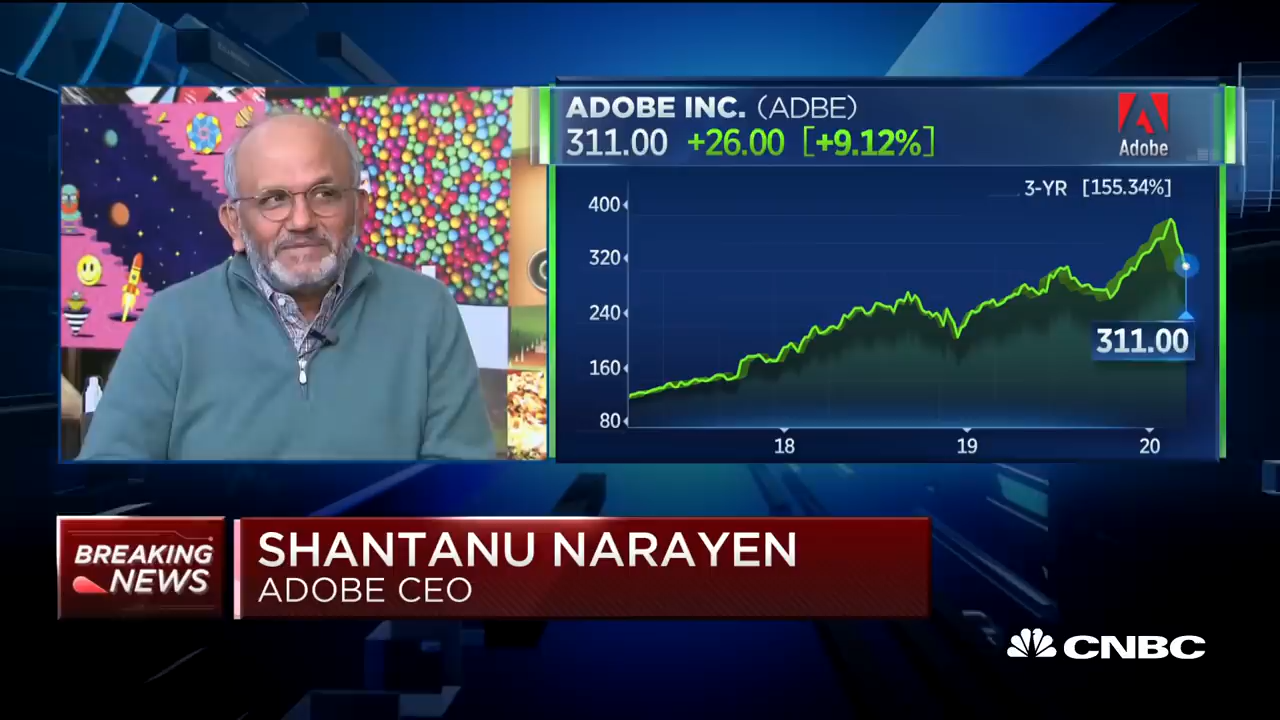 ADOBE INC. (ADBE)
311.00 +26.00 [+9.12%]
Adobe
3-YR [155.34%]
400
320
240
160
80
311.00
18 19 20
BREAKING
NEWS
SHANTANU NARAYEN
ADOBE CEO
CNBC